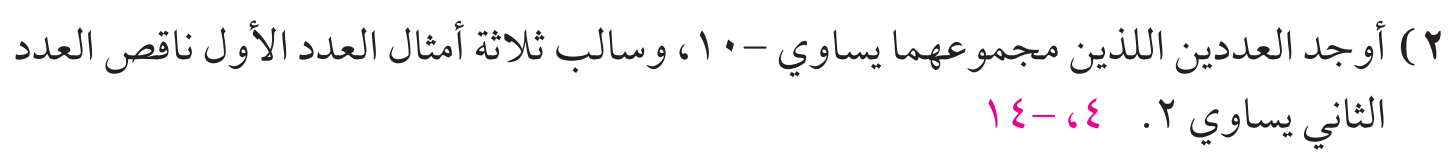 ٢) أوجد العددين اللذين مجموعهما يساوي –١٠، وسالب ثلاثة أمثال العدد الأول ناقص العدد
الثاني يساوي ٢. ٤، –١٤